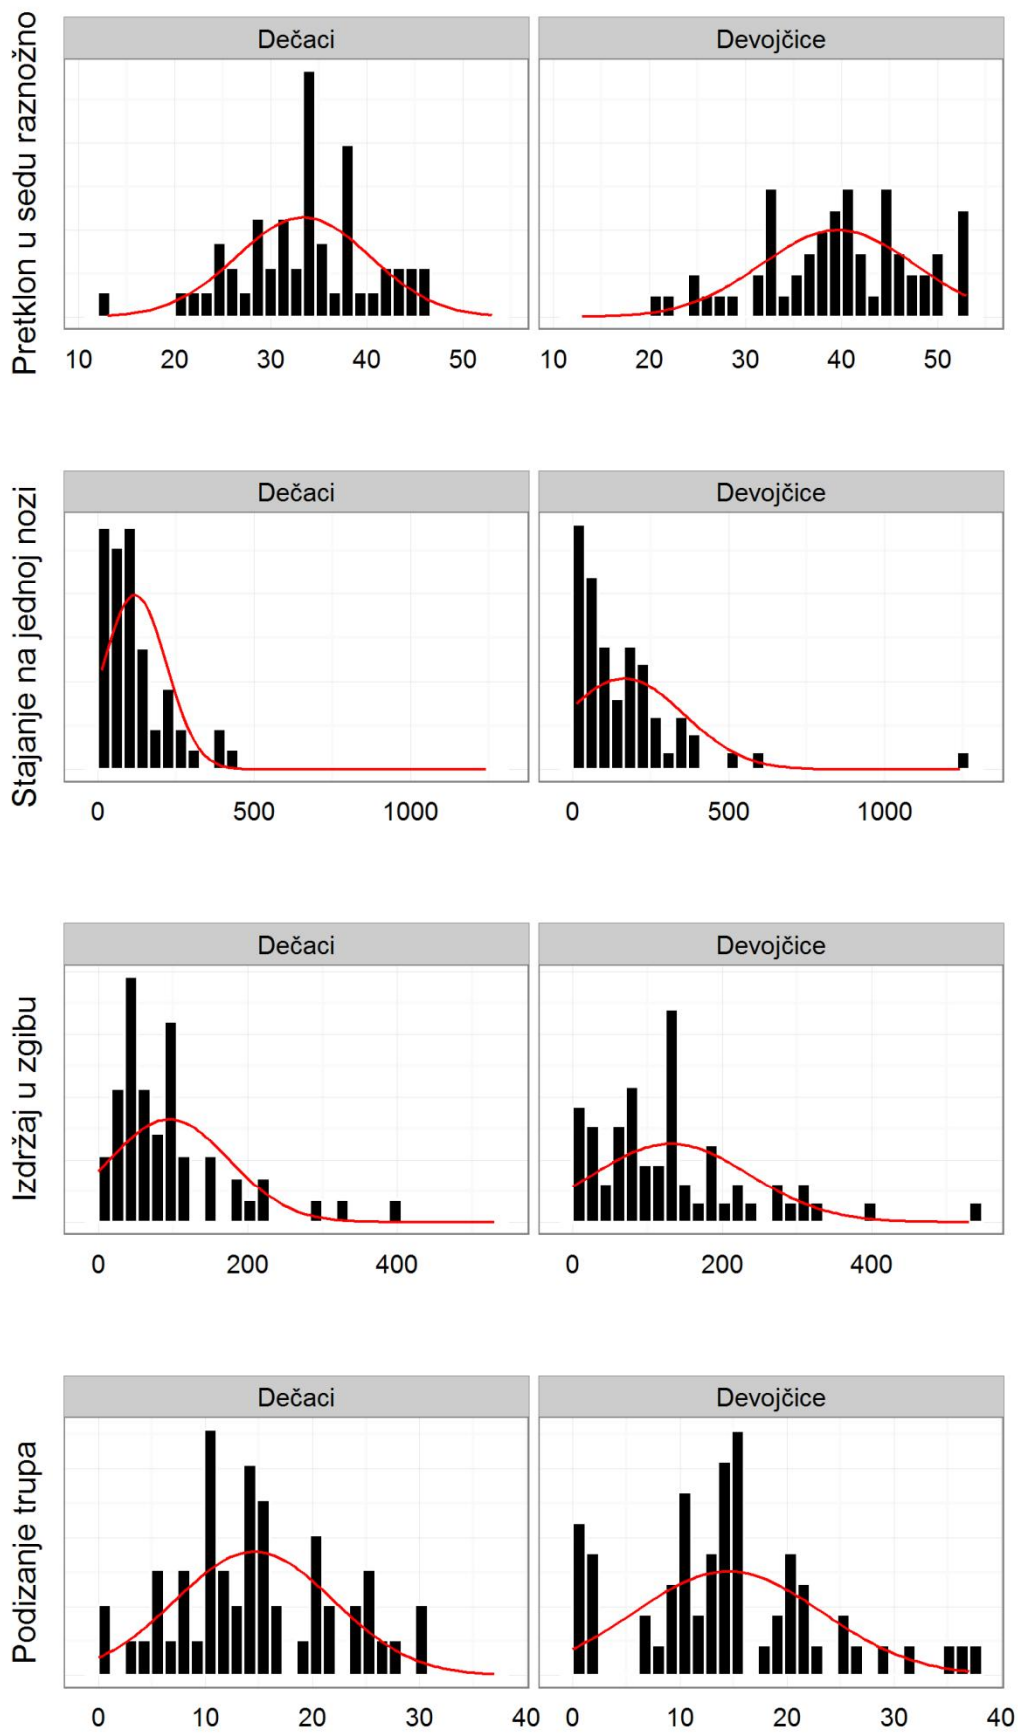 Pretklon u sedu raznožno
Dečaci
Devojčice
10 20 30 40 50
10 20 30 40 50
Stajanje na jednoj nozi
Dečaci
Devojčice
0 500 1000
0 500 1000
Izdržaj u zgibu
Dečaci
Devojčice
0 200 400
0 200 400
Podizanje trupa
Dečaci
Devojčice
0 10 20 30 40
0 10 20 30 40